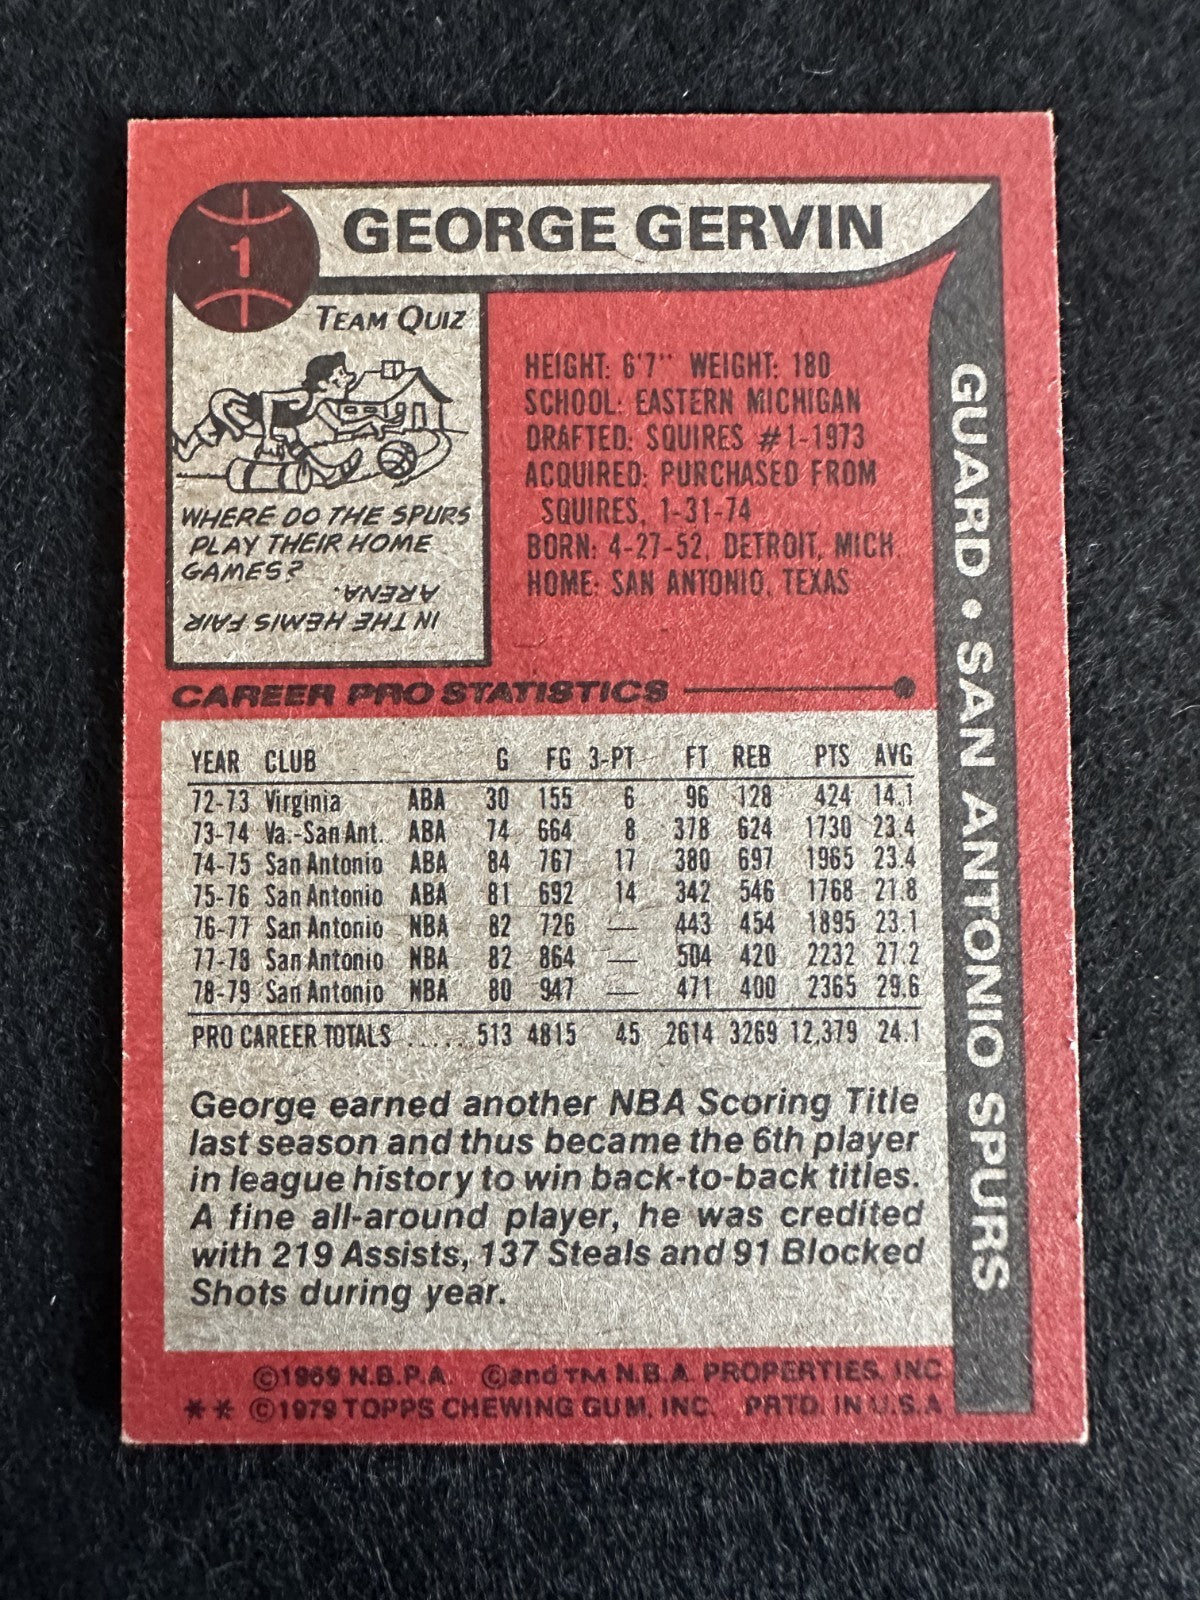 1
GEORGE GERVIN
TEAM QUIZ
WHERE DO THE SPURS
PLAY THEIR HOME
GAMES?
IN THE HEMIS FAIR
ARENA.
HEIGHT: 6'7" WEIGHT: 180
SCHOOL: EASTERN MICHIGAN
DRAFTED: SQUIRES #1-1973
ACQUIRED: PURCHASED FROM
SQUIRES, 1-31-74
BORN: 4-27-52, DETROIT, MICH
HOME: SAN ANTONIO, TEXAS
GUARD • SAN ANTONIO SPURS
CAREER PRO STATISTICS
YEAR CLUB G FG 3-PT FT REB PTS AVG
72-73 Virginia ABA 30 155 6 96 128 424 14.1
73-74 Va.-San Ant. ABA 74 664 8 378 624 1730 23.4
74-75 San Antonio ABA 84 767 17 380 697 1965 23.4
75-76 San Antonio ABA 81 692 14 342 546 1768 21.8
76-77 San Antonio NBA 82 726 — 443 454 1895 23.1
77-78 San Antonio NBA 82 864 — 504 420 2232 27.2
78-79 San Antonio NBA 80 947 — 471 400 2365 29.6
PRO CAREER TOTALS ..... 513 4815 45 2614 3269 12,379 24.1
George earned another NBA Scoring Title
last season and thus became the 6th player
in league history to win back-to-back titles.
A fine all-around player, he was credited
with 219 Assists, 137 Steals and 91 Blocked
Shots during year.
©1969 N.B.P.A. ©and TM N.B.A. PROPERTIES, INC
** ©1979 TOPPS CHEWING GUM, INC. PRTD. IN U.S.A